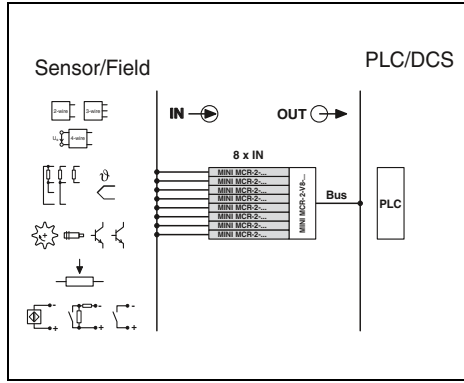 Sensor/Field
PLC/DCS
2-wire
3-wire
4-wire
IN
OUT
8 x IN
MINI MCR-2-...
MINI MCR-2-...
MINI MCR-2-...
MINI MCR-2-...
MINI MCR-2-...
MINI MCR-2-...
MINI MCR-2-...
MINI MCR-2-...
MINI MCR-2-V8-...
Bus
PLC
ϑ